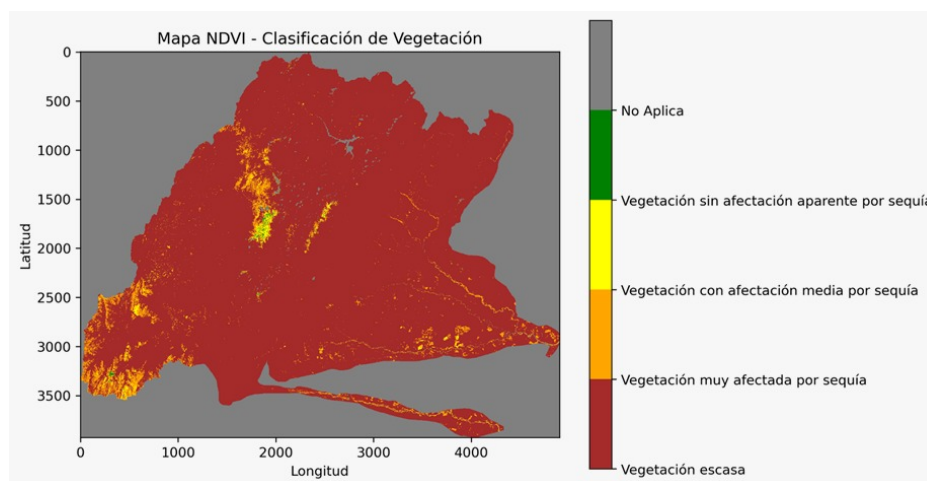 Mapa NDVI - Clasificación de Vegetación
0
500
1000
1500
2000
2500
3000
3500
Latitud
0
1000
2000
3000
4000
Longitud
No Aplica
Vegetación sin afectación aparente por sequía
Vegetación con afectación media por sequía
Vegetación muy afectada por sequía
Vegetación escasa